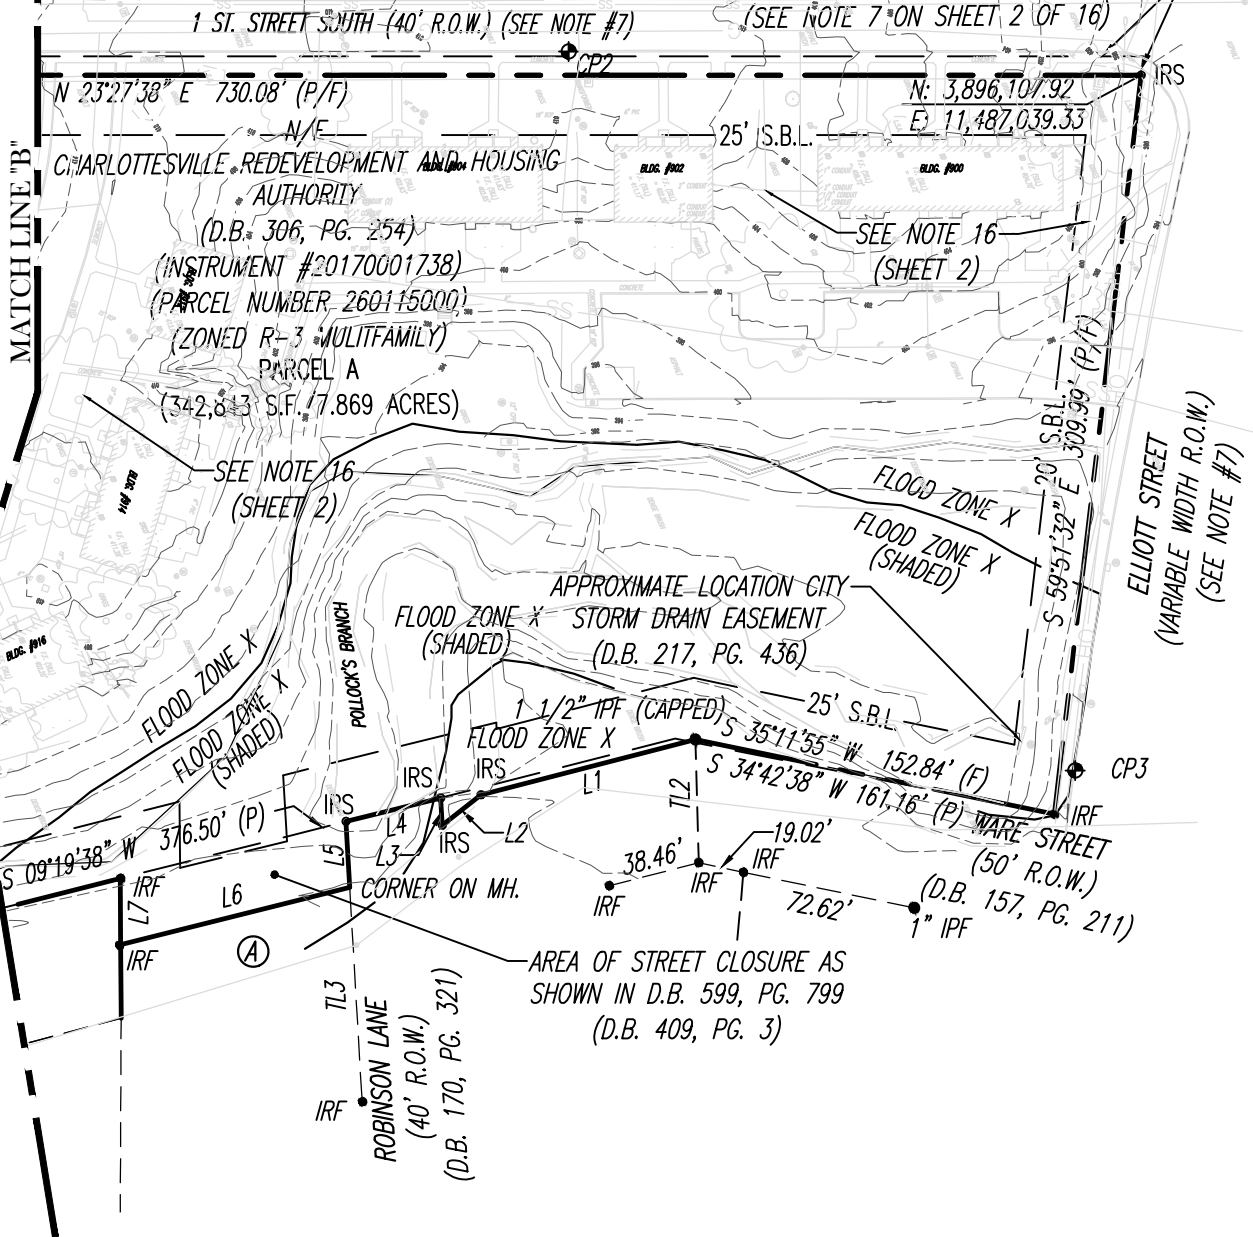 1 ST. STREET SOUTH (40' R.O.W.) (SEE NOTE #7)
(SEE NOTE 7 ON SHEET 2 OF 16)
CP2
IRS
N 23°27'38" E 730.08' (P/F)
N: 3,896,107.92
E: 11,487,039.33
MATCH LINE "B"
N/F
CHARLOTTESVILLE REDEVELOPMENT AND HOUSING
AUTHORITY
(D.B. 306, PG. 254)
(INSTRUMENT #20170001738)
(PARCEL NUMBER 260115000)
(ZONED R-3 MULITFAMILY)
PARCEL A
(342,843 S.F./7.869 ACRES)
25' S.B.L.
BLDG. #904
BLDG. #902
BLDG. #900
SEE NOTE 16
(SHEET 2)
SEE NOTE 16
(SHEET 2)
BLDG. #914
BLDG. #916
20' S.B.L.
S 59°51'32" E 309.99' (P/F)
ELLIOTT STREET
(VARIABLE WIDTH R.O.W.)
(SEE NOTE #7)
FLOOD ZONE X
FLOOD ZONE X
(SHADED)
APPROXIMATE LOCATION CITY
STORM DRAIN EASEMENT
(D.B. 217, PG. 436)
FLOOD ZONE X
(SHADED)
POLLOCK'S BRANCH
FLOOD ZONE X
FLOOD ZONE X
(SHADED)
1 1/2" IPF (CAPPED)
FLOOD ZONE X
25' S.B.L.
S 35°11'55" W 152.84' (F)
S 34°42'38" W 161.16' (P)
CP3
IRS
IRS
IRS
IRS
L1
L2
L3
L4
L5
L6
L7
TL2
TL3
IRF
WARE STREET
(50' R.O.W.)
(D.B. 157, PG. 211)
S 09°19'38" W 376.50' (P)
IRF
IRF
CORNER ON MH.
38.46'
19.02'
72.62'
IRF
IRF
IRF
1" IPF
A
AREA OF STREET CLOSURE AS
SHOWN IN D.B. 599, PG. 799
(D.B. 409, PG. 3)
IRF
ROBINSON LANE
(40' R.O.W.)
(D.B. 170, PG. 321)